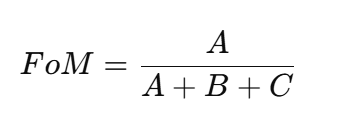 FoM = A / A + B + C